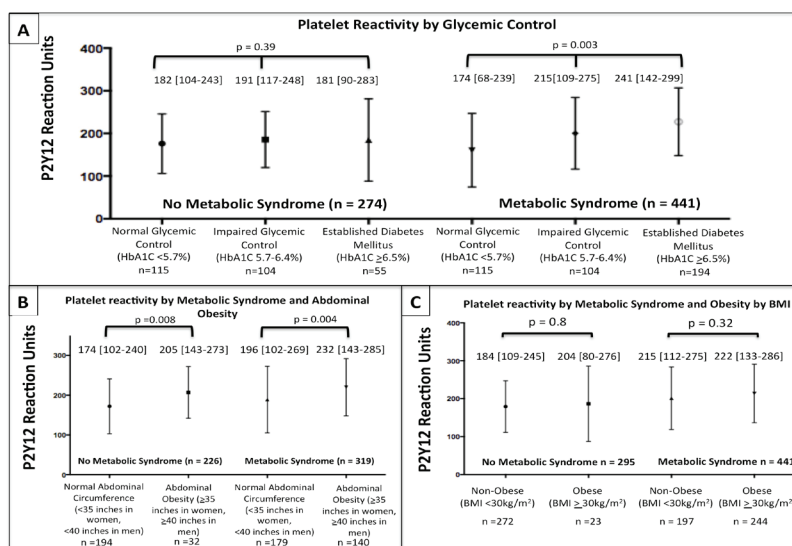 A
Platelet Reactivity by Glycemic Control
P2Y12 Reaction Units
400
300
200
100
0
p = 0.39
p = 0.003
182 [104-243]
191 [117-248]
181 [90-283]
174 [68-239]
215[109-275]
241 [142-299]
No Metabolic Syndrome (n = 274)
Metabolic Syndrome (n = 441)
Normal Glycemic
Control
(HbA1C <5.7%)
n=115
Impaired Glycemic
Control
(HbA1C 5.7-6.4%)
n=104
Established Diabetes
Mellitus
(HbA1C ≥6.5%)
n=55
Normal Glycemic
Control
(HbA1C <5.7%)
n=115
Impaired Glycemic
Control
(HbA1C 5.7-6.4%)
n=104
Established Diabetes
Mellitus
(HbA1C ≥6.5%)
n=194
B
Platelet reactivity by Metabolic Syndrome and Abdominal
Obesity
P2Y12 Reaction Units
300
200
100
0
p =0.008
p = 0.004
174 [102-240]
205 [143-273]
196 [102-269]
232 [143-285]
No Metabolic Syndrome (n = 226)
Metabolic Syndrome (n = 319)
Normal Abdominal
Circumference
(<35 inches in
women,
<40 inches in men)
n =194
Abdominal
Obesity (≥35
inches in women,
≥40 inches in
men)
n =32
Normal Abdominal
Circumference
(<35 inches in
women,
<40 inches in men)
n =179
Abdominal
Obesity (≥35
inches in women,
≥40 inches in
men)
n =140
C
Platelet reactivity by Metabolic Syndrome and Obesity by BMI
P2Y12 Reaction Units
400
300
200
100
0
p = 0.8
p = 0.32
184 [109-245]
204 [80-276]
215 [112-275]
222 [133-286]
No Metabolic Syndrome n = 295
Metabolic Syndrome n = 441
Non-Obese
(BMI <30kg/m²)
n =272
Obese
(BMI ≥30kg/m²)
n =23
Non-Obese
(BMI <30kg/m²)
n = 197
Obese
(BMI ≥30kg/m²)
n = 244